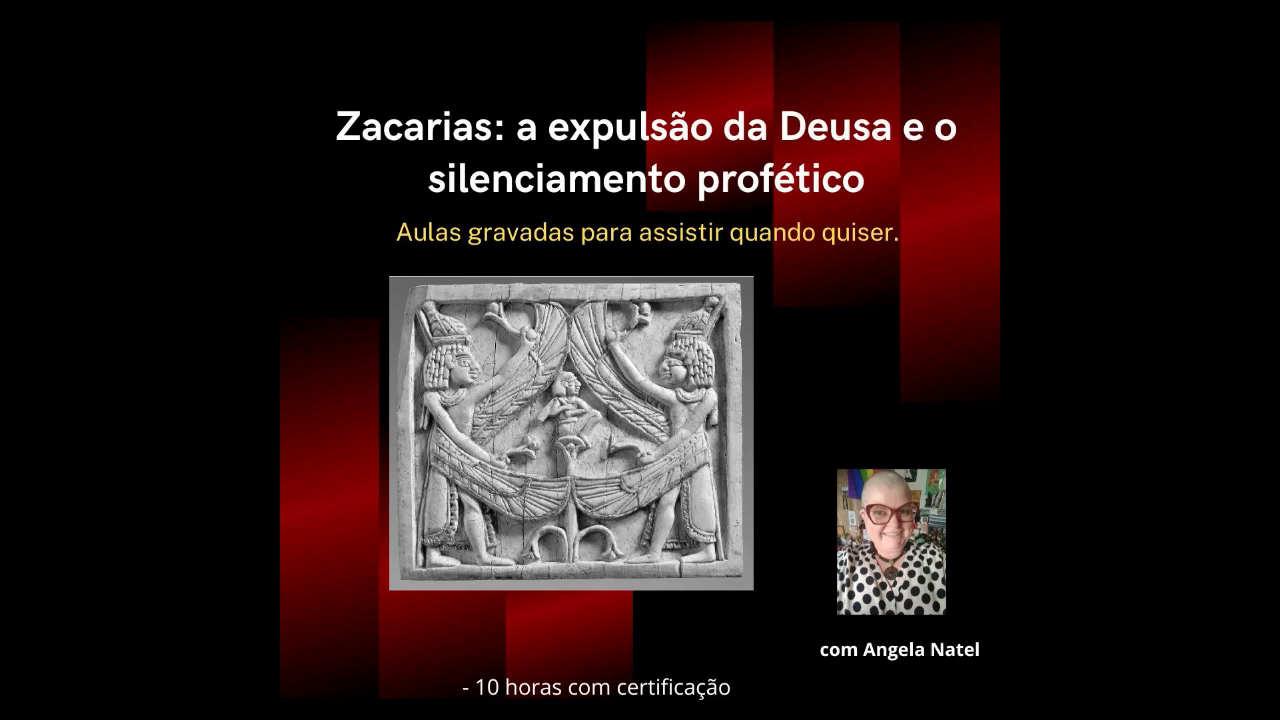 Zacarias: a expulsão da Deusa e o
silenciamento profético
Aulas gravadas para assistir quando quiser.
com Angela Natel
- 10 horas com certificação